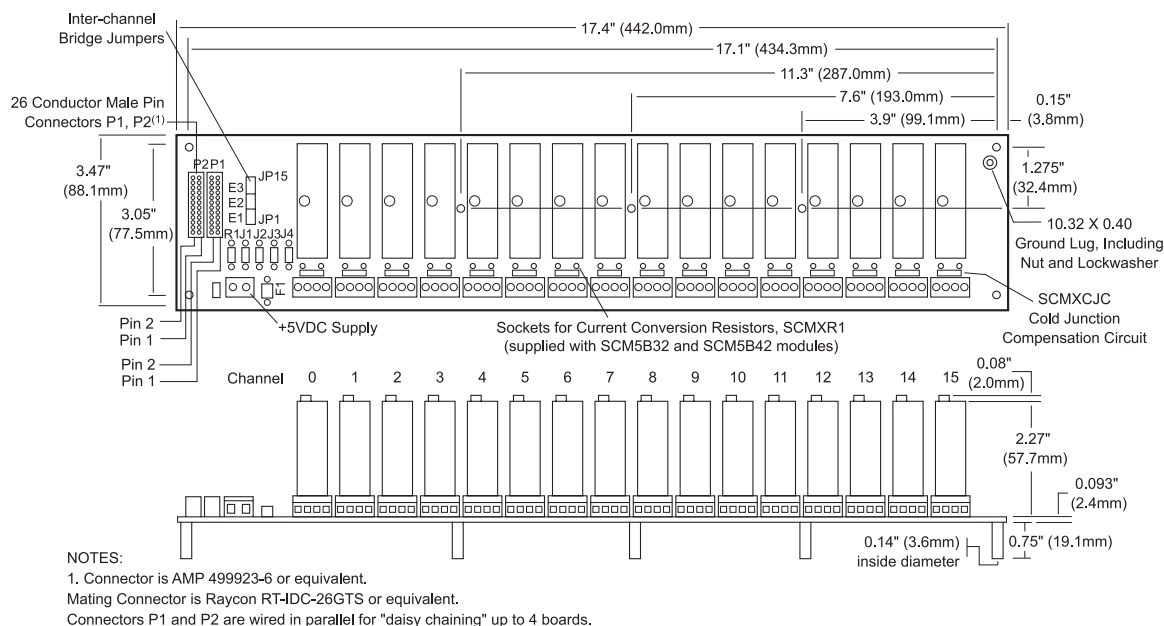 Inter-channel
Bridge Jumpers
17.4" (442.0mm)
17.1" (434.3mm)
11.3" (287.0mm)
7.6" (193.0mm)
3.9" (99.1mm)
0.15"
(3.8mm)
26 Conductor Male Pin
Connectors P1, P2(1)
3.47"
(88.1mm)
3.05"
(77.5mm)
P2 P1
JP15
E3
E2
E1
JP1
R1 J1 J2 J3 J4
F1
1.275"
(32.4mm)
10.32 X 0.40
Ground Lug, Including
Nut and Lockwasher
SCMXCJC
Cold Junction
Compensation Circuit
Pin 2
Pin 1
Pin 2
Pin 1
+5VDC Supply
Sockets for Current Conversion Resistors, SCMXR1
(supplied with SCM5B32 and SCM5B42 modules)
Channel 0 1 2 3 4 5 6 7 8 9 10 11 12 13 14 15
0.08"
(2.0mm)
2.27"
(57.7mm)
0.093"
(2.4mm)
0.14" (3.6mm)
inside diameter
0.75" (19.1mm)
NOTES:
1. Connector is AMP 499923-6 or equivalent.
Mating Connector is Raycon RT-IDC-26GTS or equivalent.
Connectors P1 and P2 are wired in parallel for "daisy chaining" up to 4 boards.